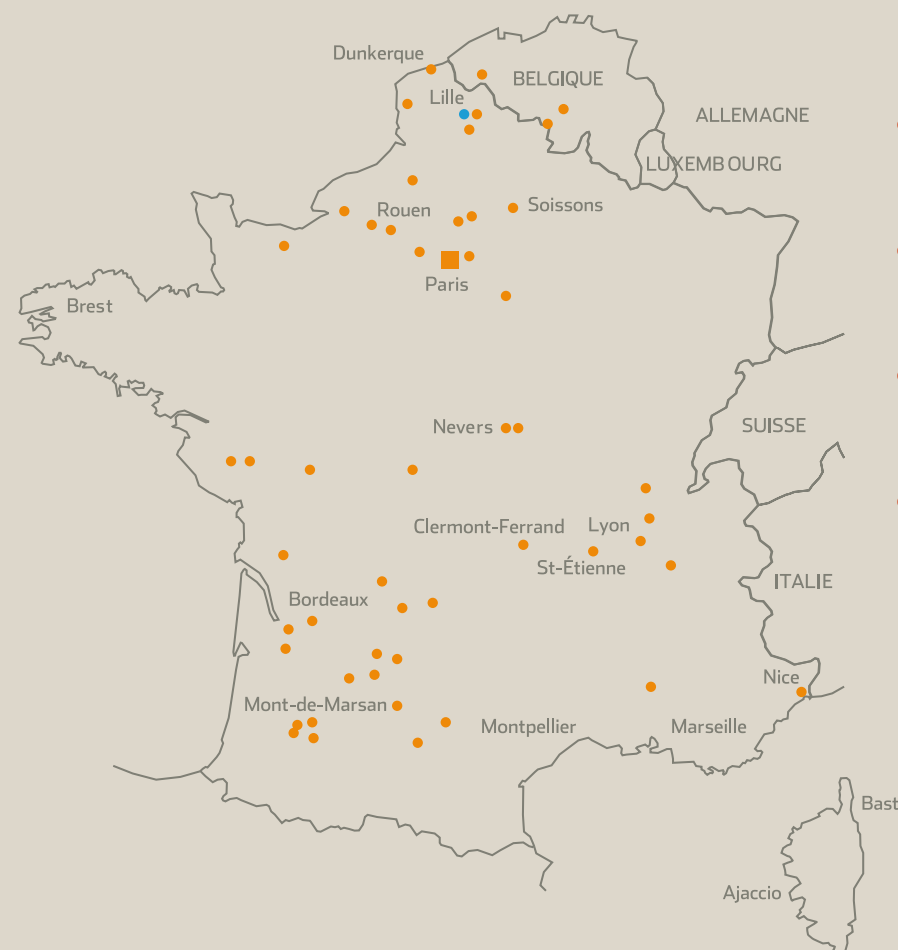 Dunkerque
BELGIQUE
Lille
ALLEMAGNE
LUXEMBOURG
Rouen
Soissons
Paris
Brest
Nevers
SUISSE
Clermont-Ferrand
Lyon
St-Étienne
ITALIE
Bordeaux
Nice
Mont-de-Marsan
Montpellier
Marseille
Bast
Ajaccio